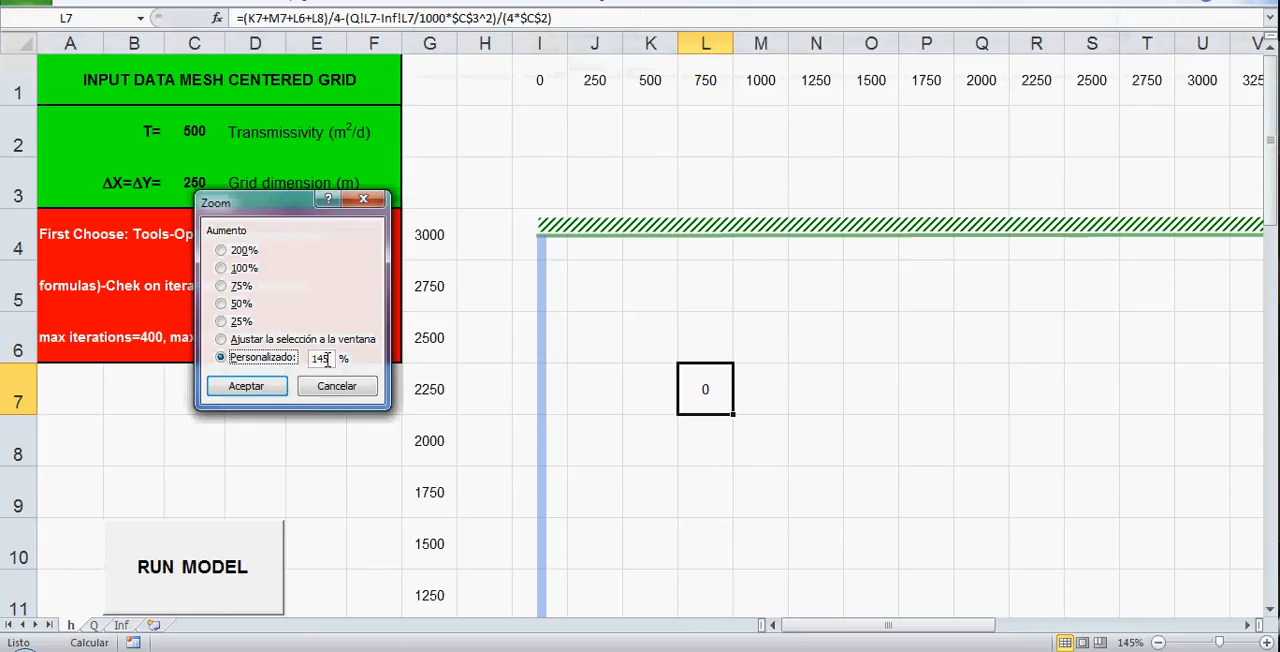 L7 fx =(K7+M7+L6+L8)/4-(Q!L7-Inf!L7/1000*$C$3^2)/(4*$C$2)
A B C D E F G H I J K L M N O P Q R S T U V
1 INPUT DATA MESH CENTERED GRID 0 250 500 750 1000 1250 1500 1750 2000 2250 2500 2750 3000 325
2 T= 500 Transmissivity (m2/d)
3 ΔX=ΔY= 250 Grid dimension (m)
Zoom ?
Aumento
200%
100%
75%
50%
25%
Ajustar la selección a la ventana
Personalizado: 145 %
Aceptar Cancelar
4 First Choose: Tools-Op 3000
5 formulas)-Chek on itera 2750
6 max iterations=400, max 2500
7 2250 0
8 2000
9 1750
10 RUN MODEL 1500
11 1250
h Q Inf
Listo Calcular 145%